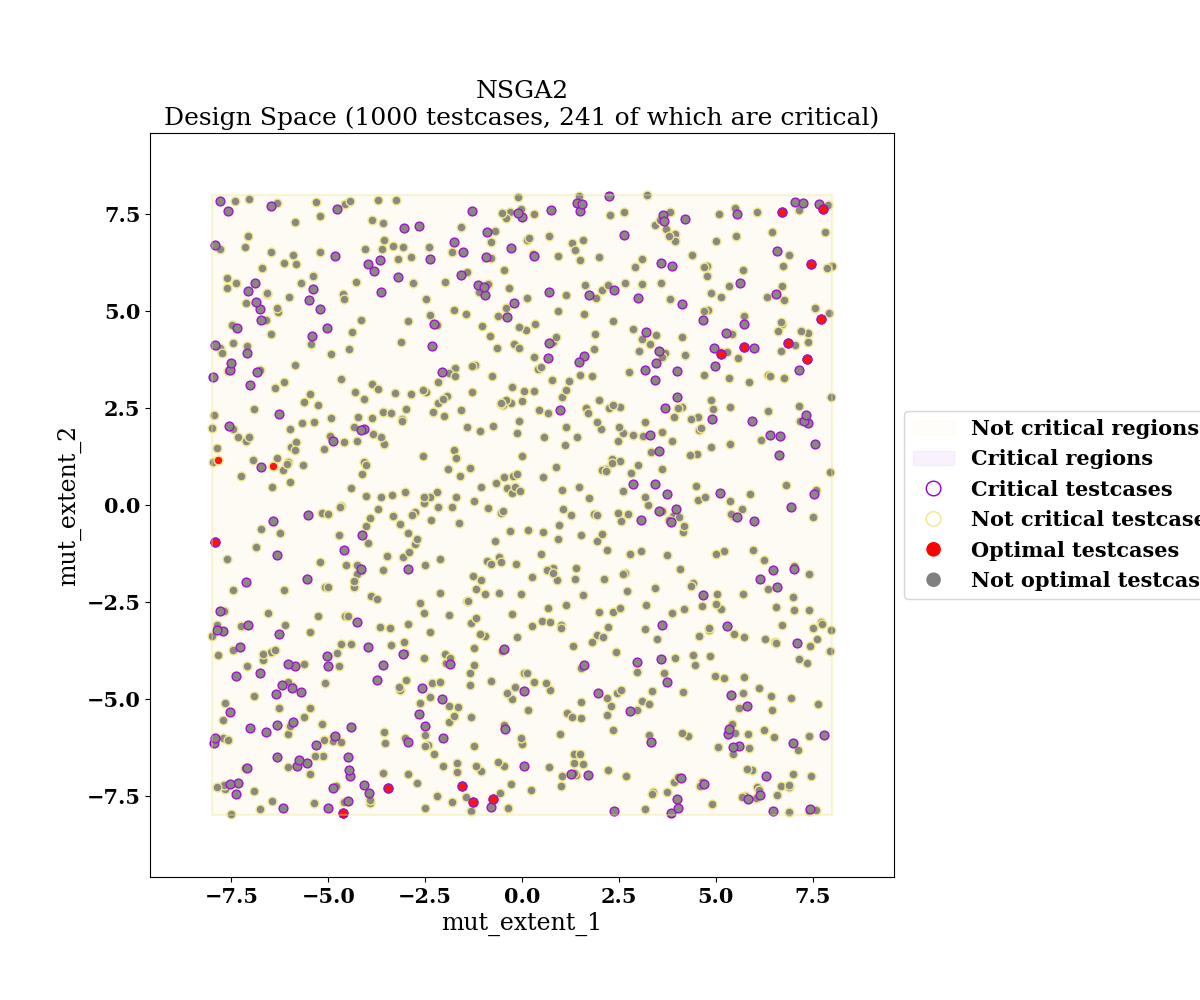 NSGA2
Design Space (1000 testcases, 241 of which are critical)
7.5
5.0
2.5
0.0
−2.5
−5.0
−7.5
mut_extent_2
−7.5 −5.0 −2.5 0.0 2.5 5.0 7.5
mut_extent_1
Not critical regions
Critical regions
Critical testcases
Not critical testcase
Optimal testcases
Not optimal testcas